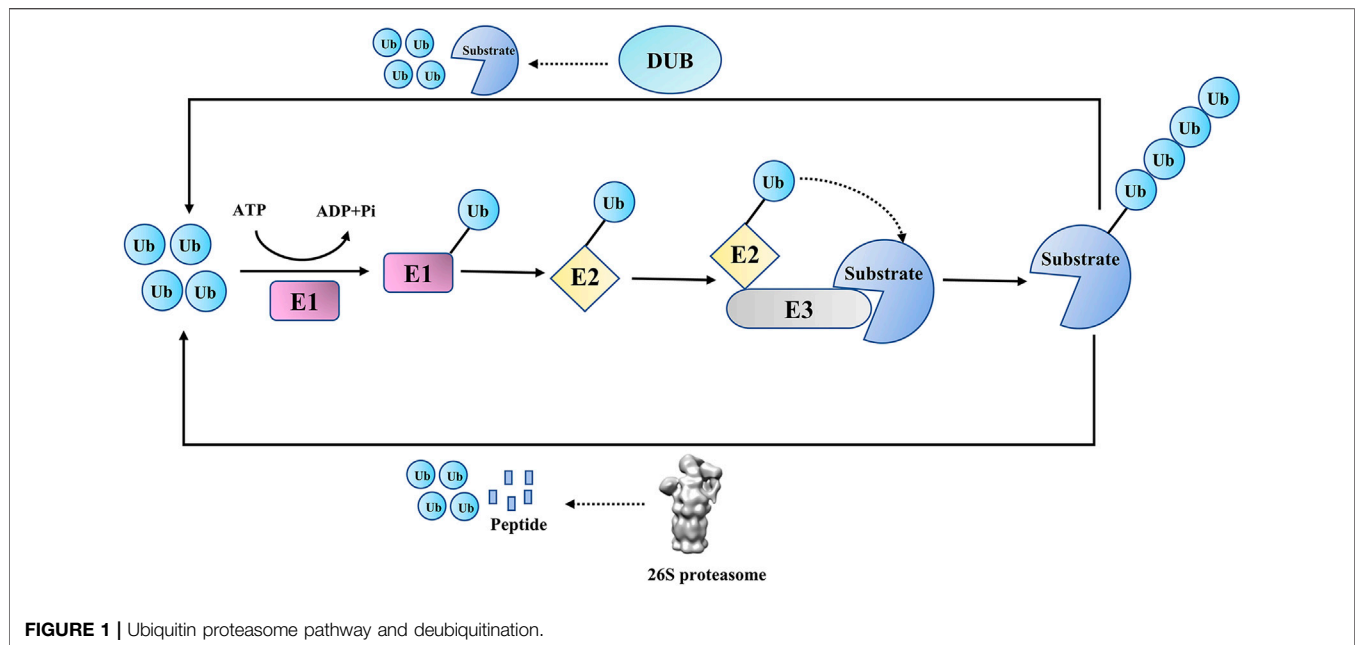 Ub Ub Substrate DUB
Ub Ub
Ub
Ub
Ub
Ub
ATP ADP+Pi Ub Ub Ub
Ub Ub E1 E2 E2 Substrate Substrate
Ub Ub E1 E3
Ub Ub
Ub Ub Peptide
26S proteasome
FIGURE 1 | Ubiquitin proteasome pathway and deubiquitination.